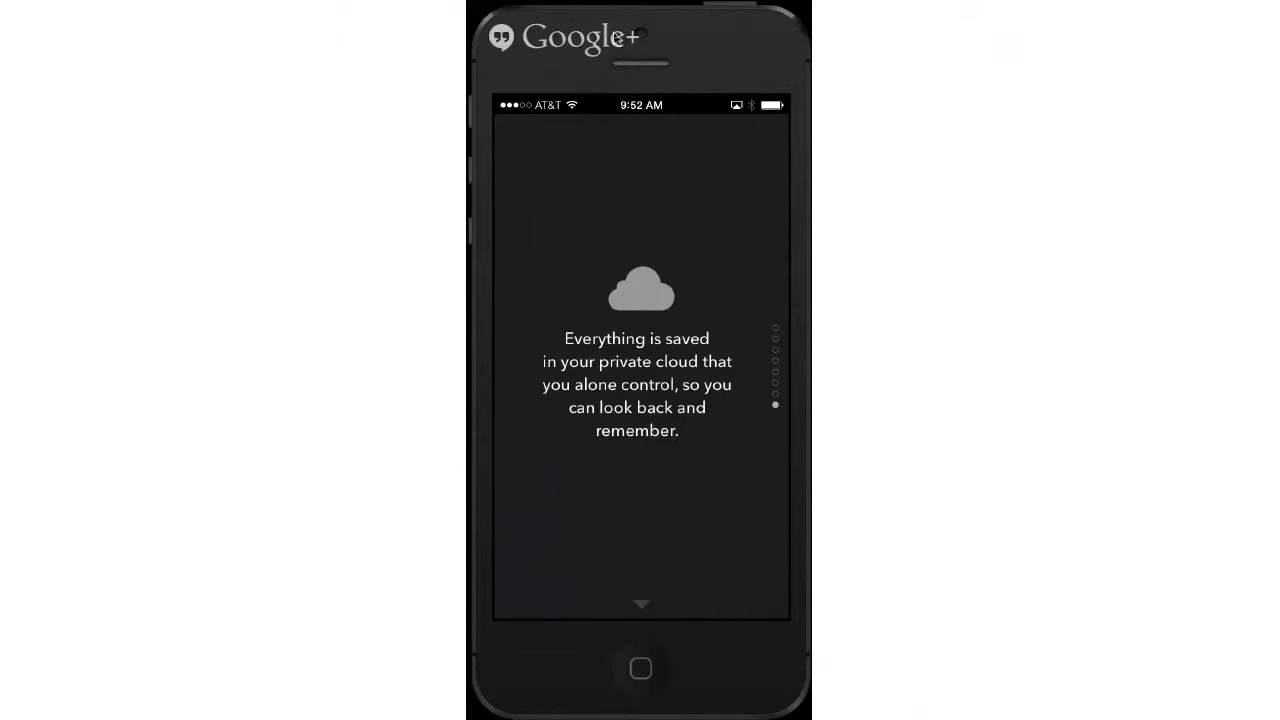 Google+
AT&T
9:52 AM
Everything is saved
in your private cloud that
you alone control, so you
can look back and
remember.